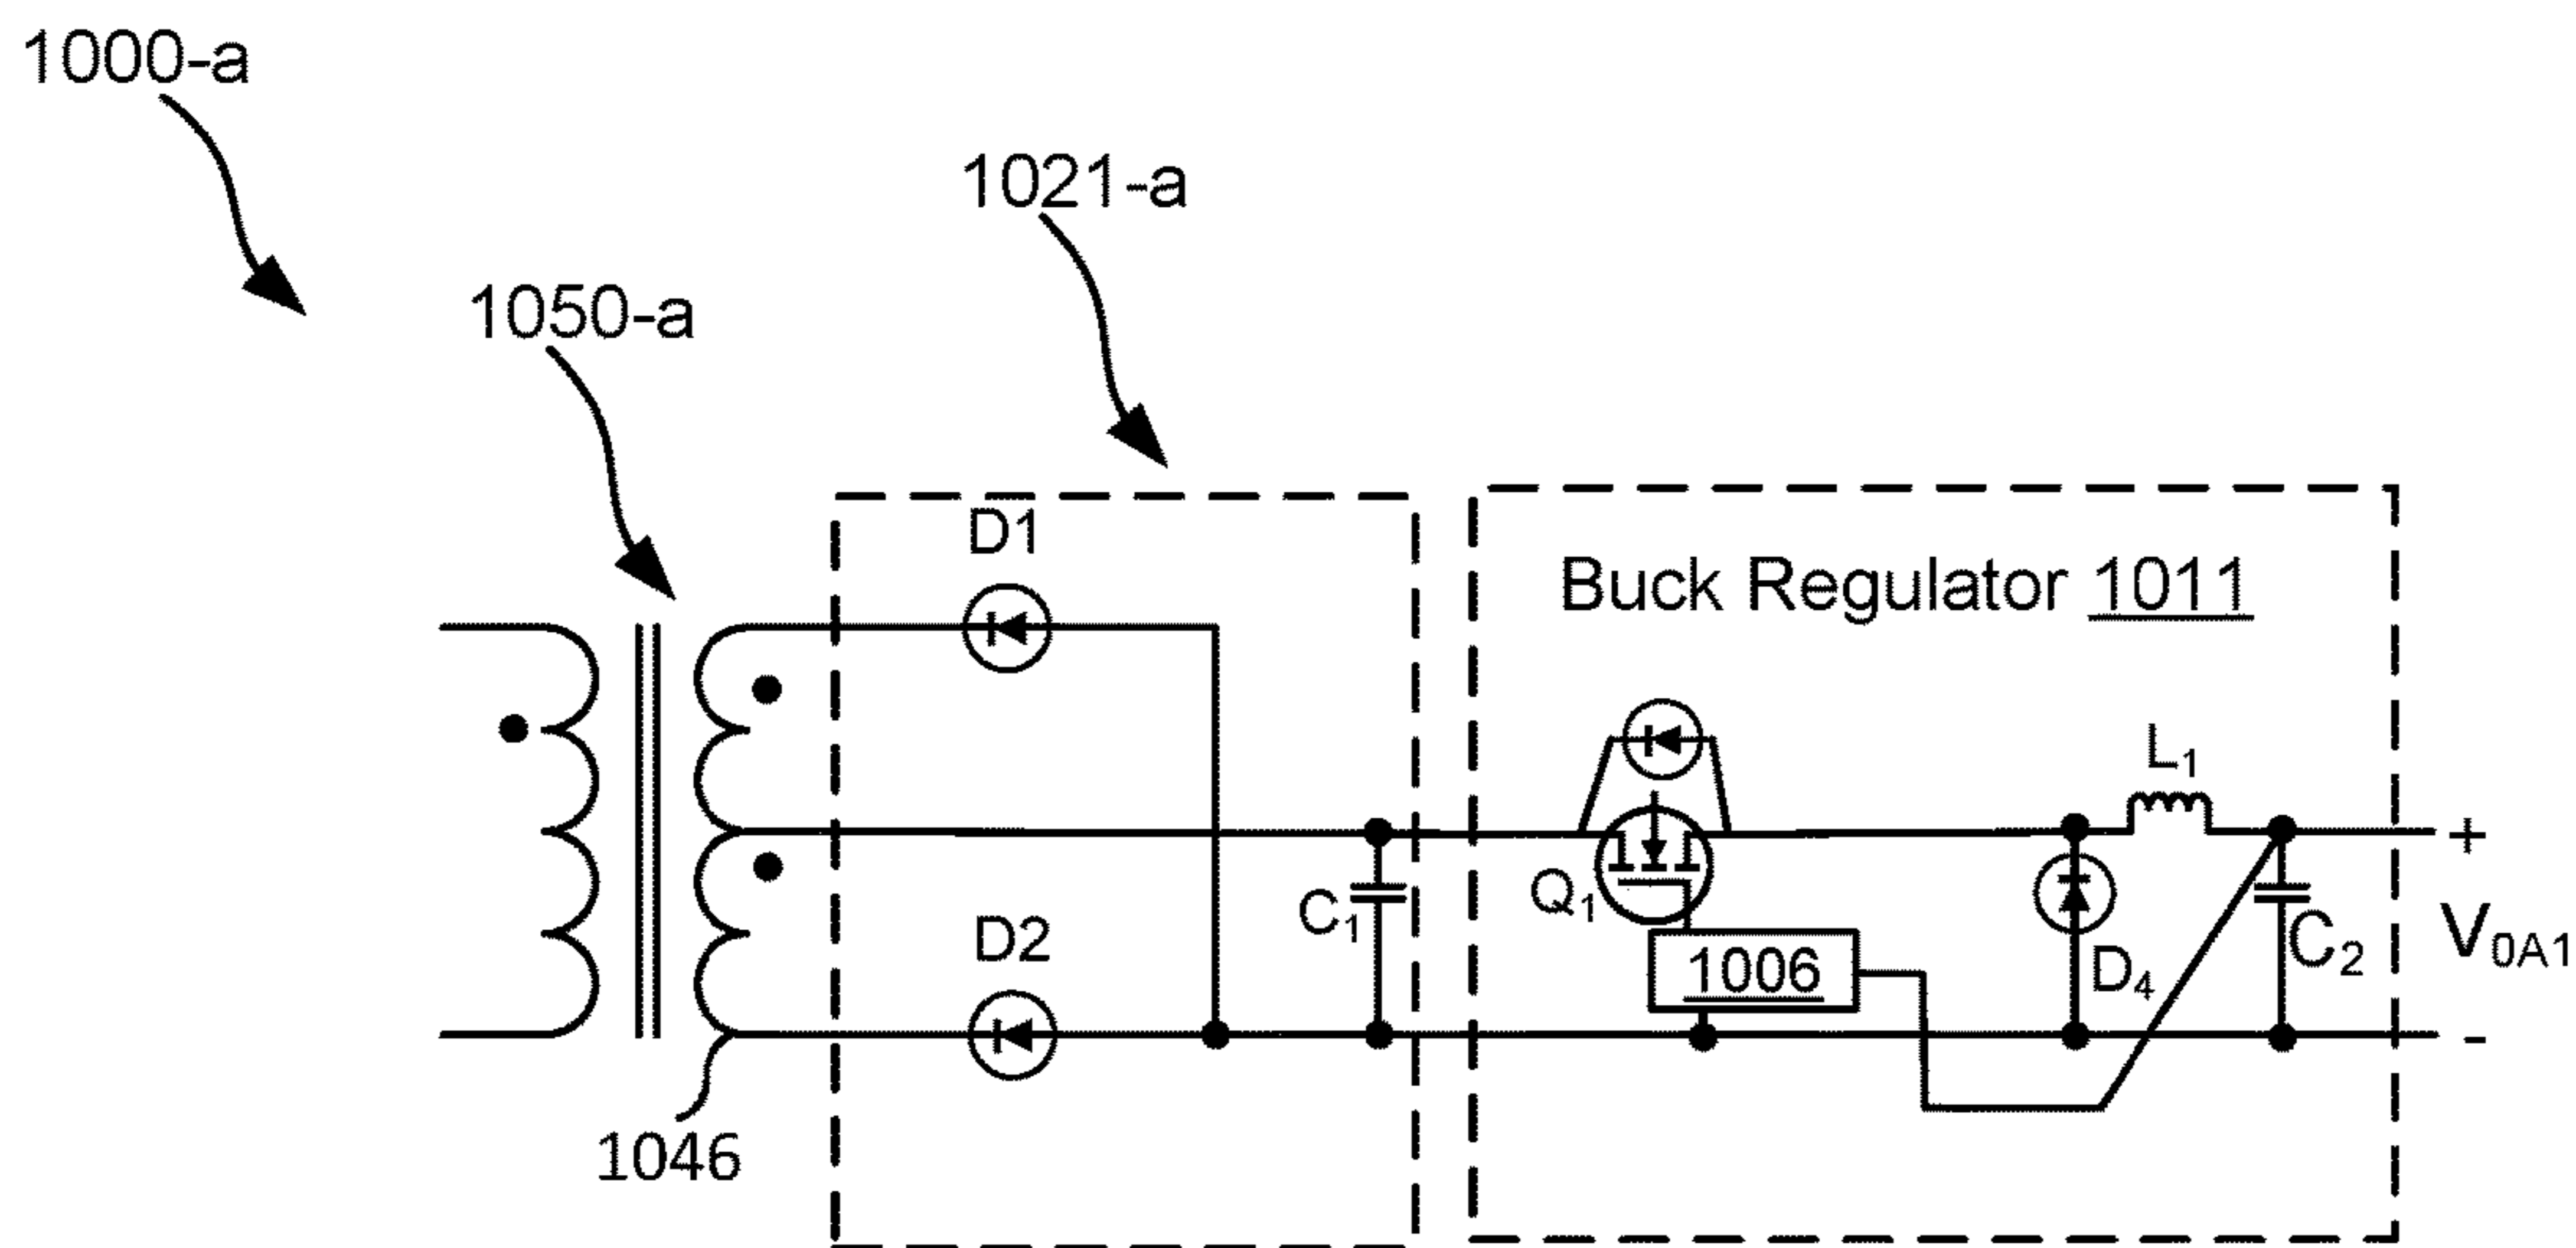 1000-a
1021-a
1050-a
D1
Buck Regulator 1011
L1
Q1
C1
D2
1006
D4
C2
+
V0A1
-
1046